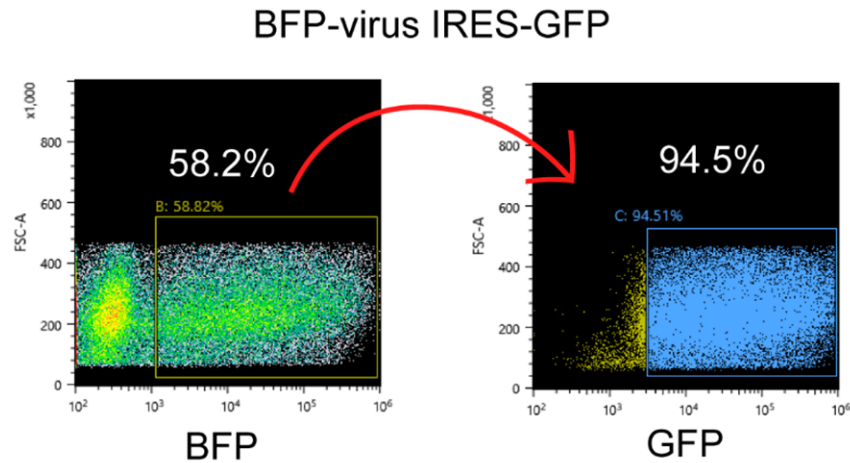 BFP-virus IRES-GFP
x1,000
800
600
400
200
0
FSC-A
58.2%
B: 58.82%
10² 10³ 10⁴ 10⁵ 10⁶
BFP
x1,000
800
600
400
200
0
FSC-A
94.5%
C: 94.51%
10² 10³ 10⁴ 10⁵ 10⁶
GFP